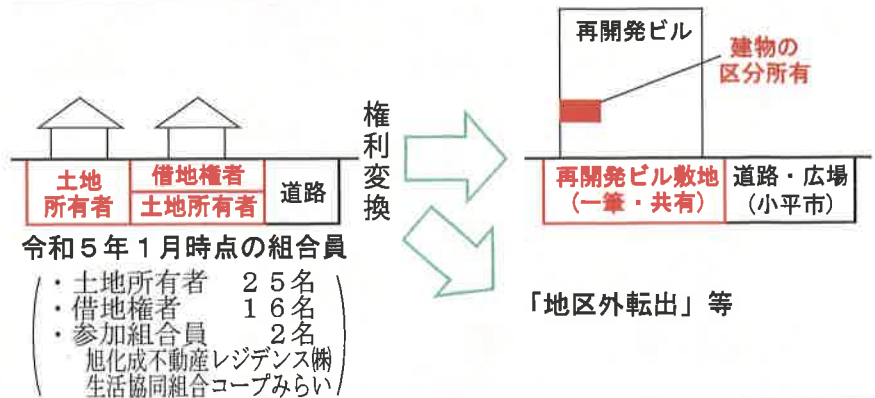 再開発ビル
建物の
区分所有
権利変換
土地
所有者
借地権者
土地所有者
道路
再開発ビル敷地
(一筆・共有)
道路・広場
(小平市)
令和5年1月時点の組合員
・土地所有者 25名
・借地権者 16名
・参加組合員 2名
旭化成不動産レジデンス㈱
生活協同組合コープみらい
「地区外転出」等